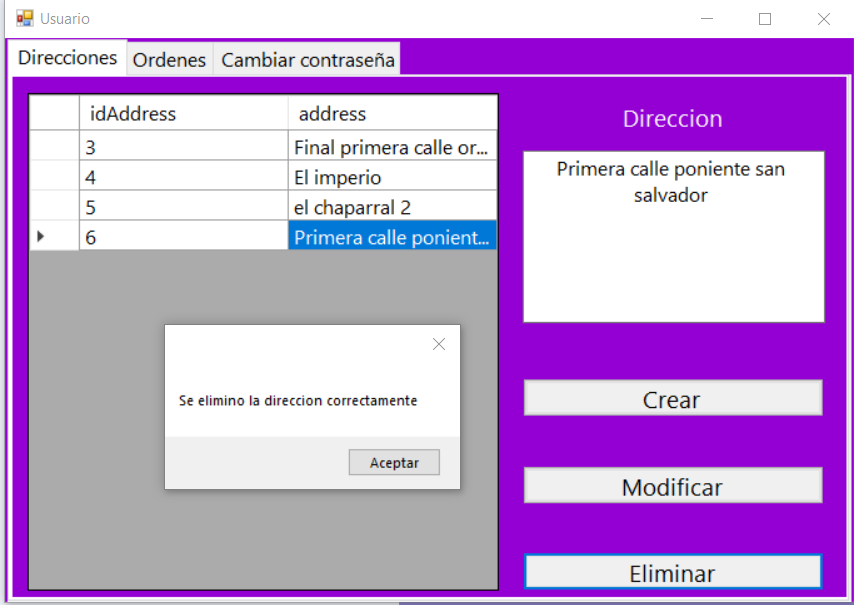 Usuario
Direcciones Ordenes Cambiar contraseña
idAddress address
3 Final primera calle or...
4 El imperio
5 el chaparral 2
6 Primera calle ponient...
Direccion
Primera calle poniente san
salvador
Se elimino la direccion correctamente
Aceptar
Crear
Modificar
Eliminar